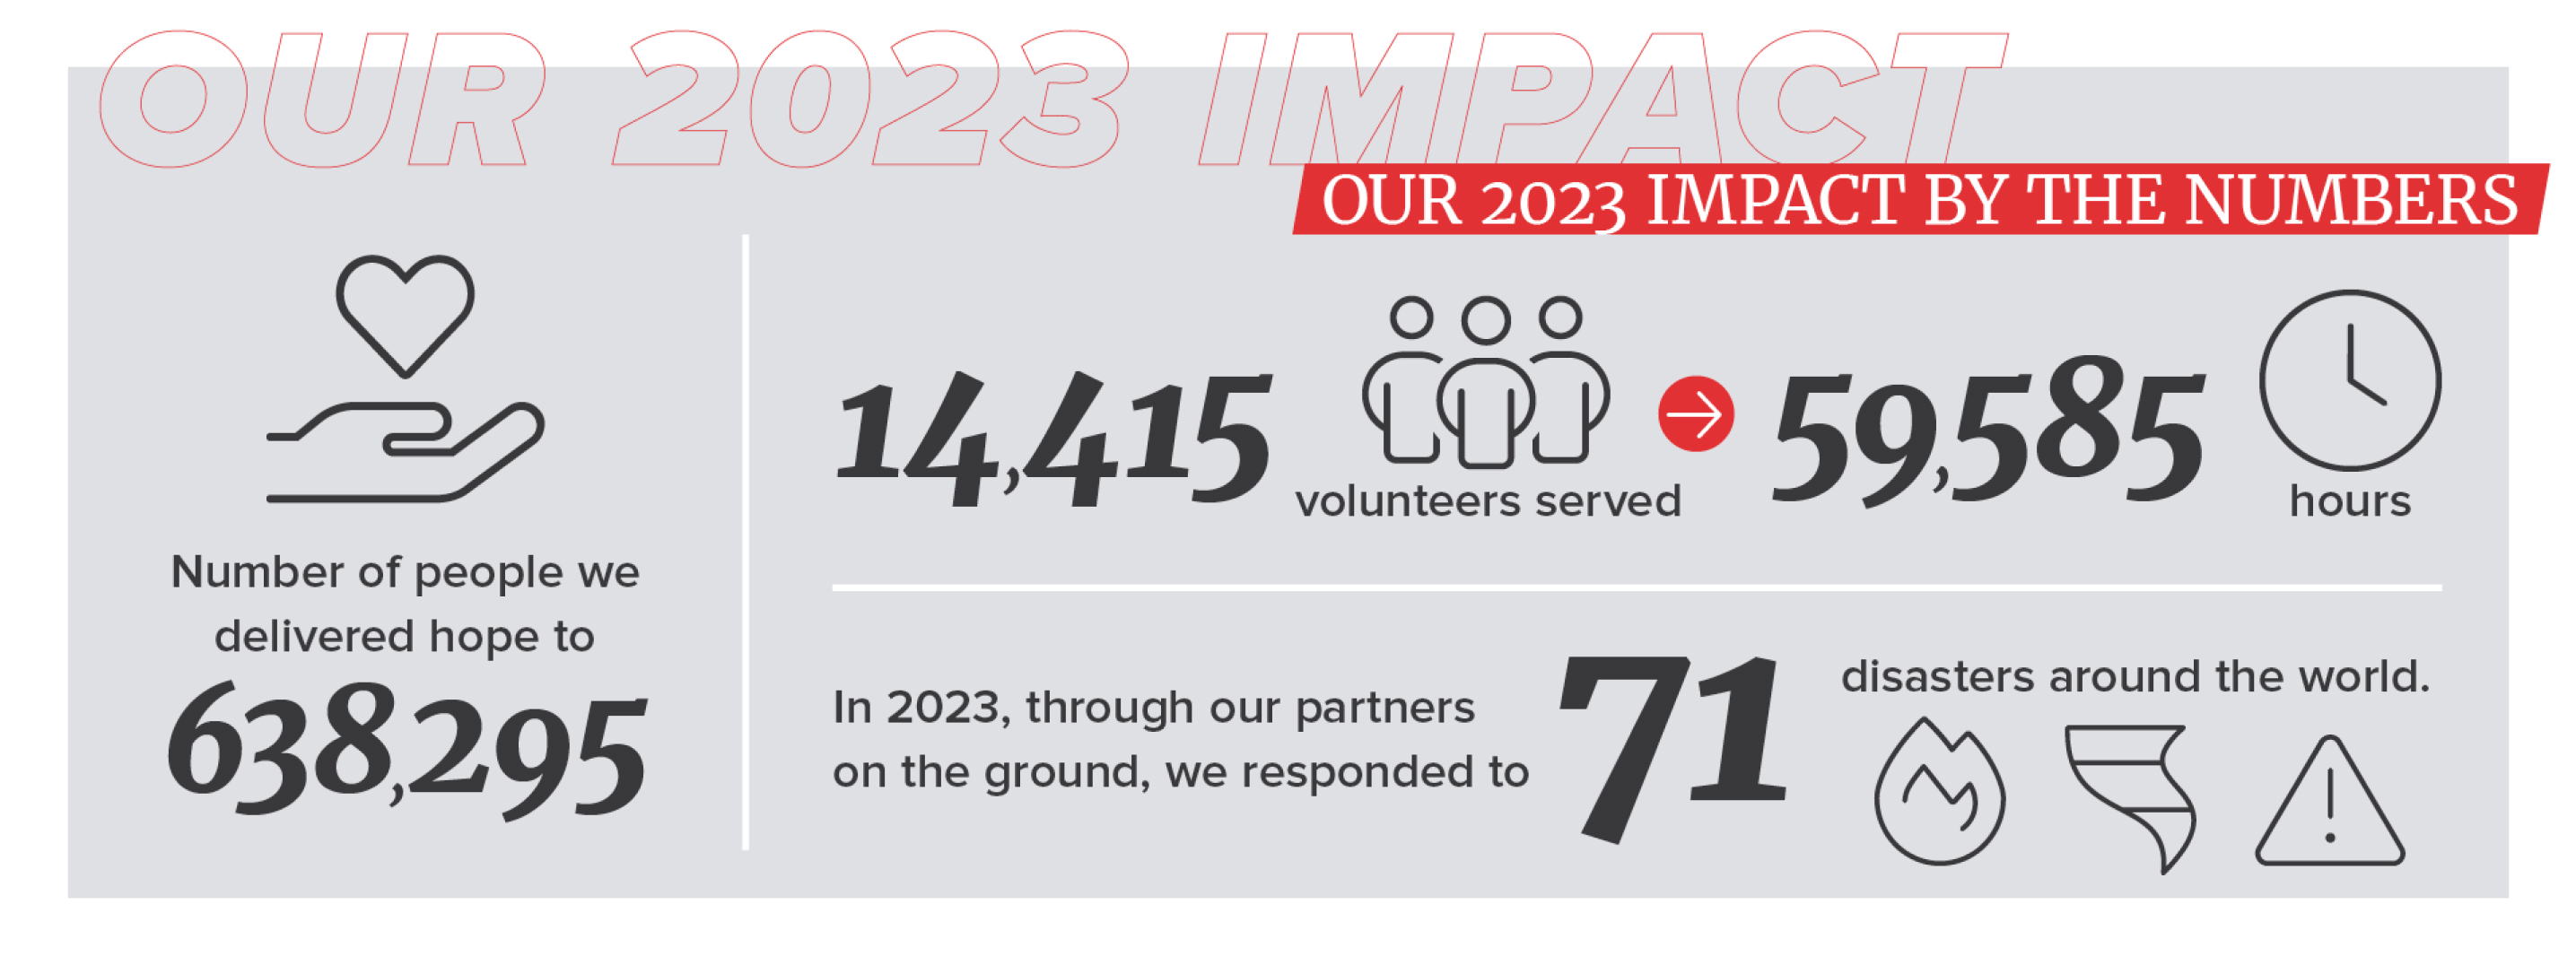 OUR 2023 IMPACT
OUR 2023 IMPACT BY THE NUMBERS
Number of people we
delivered hope to
638,295
14,415
volunteers served
59,585
hours
In 2023, through our partners
on the ground, we responded to
71
disasters around the world.